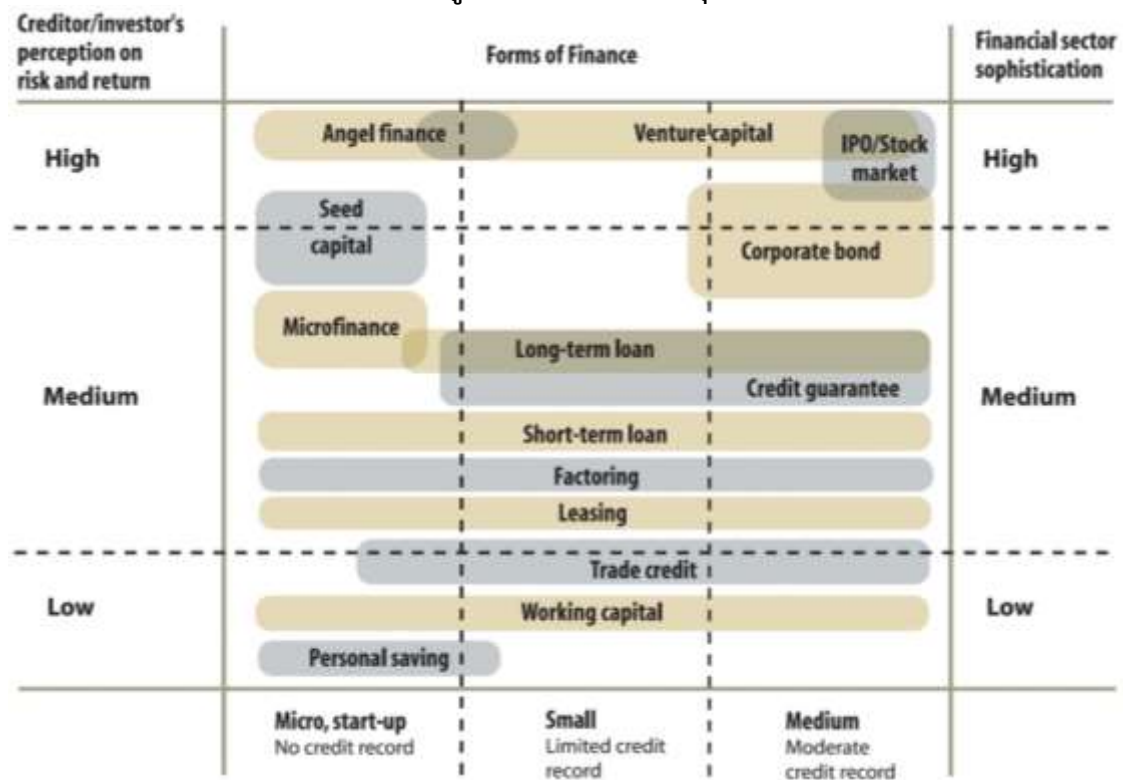 Creditor/investor's
perception on
risk and return
Forms of Finance
Financial sector
sophistication
High
Angel finance
Venture capital
IPO/Stock
market
High
Seed
capital
Corporate bond
Microfinance
Long-term loan
Medium
Credit guarantee
Medium
Short-term loan
Factoring
Leasing
Trade credit
Low
Working capital
Low
Personal saving
Micro, start-up
No credit record
Small
Limited credit
record
Medium
Moderate
credit record